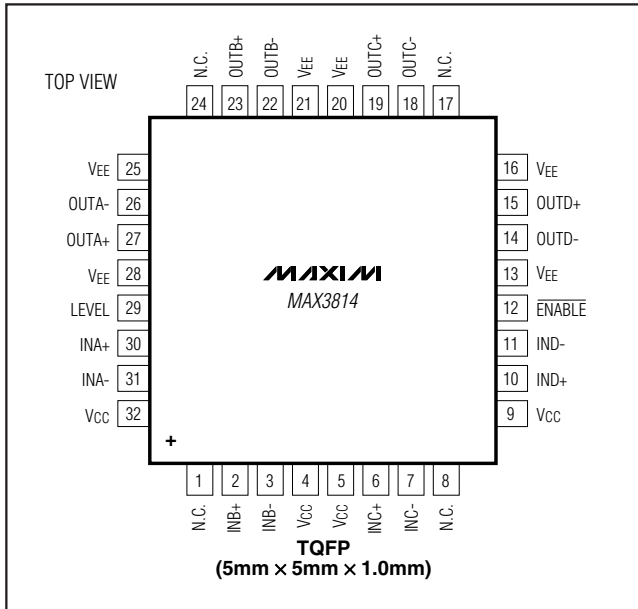 TOP VIEW
N.C. OUTB+ OUTB- VEE VEE OUTC+ OUTC- N.C.
24 23 22 21 20 19 18 17
VEE 25
OUTA- 26
OUTA+ 27
VEE 28
LEVEL 29
INA+ 30
INA- 31
VCC 32
MAXIM
MAX3814
16 VEE
15 OUTD+
14 OUTD-
13 VEE
12 ENABLE
11 IND-
10 IND+
9 VCC
+
1 2 3 4 5 6 7 8
N.C. INB+ INB- VCC VCC INC+ INC- N.C.
TQFP
(5mm × 5mm × 1.0mm)